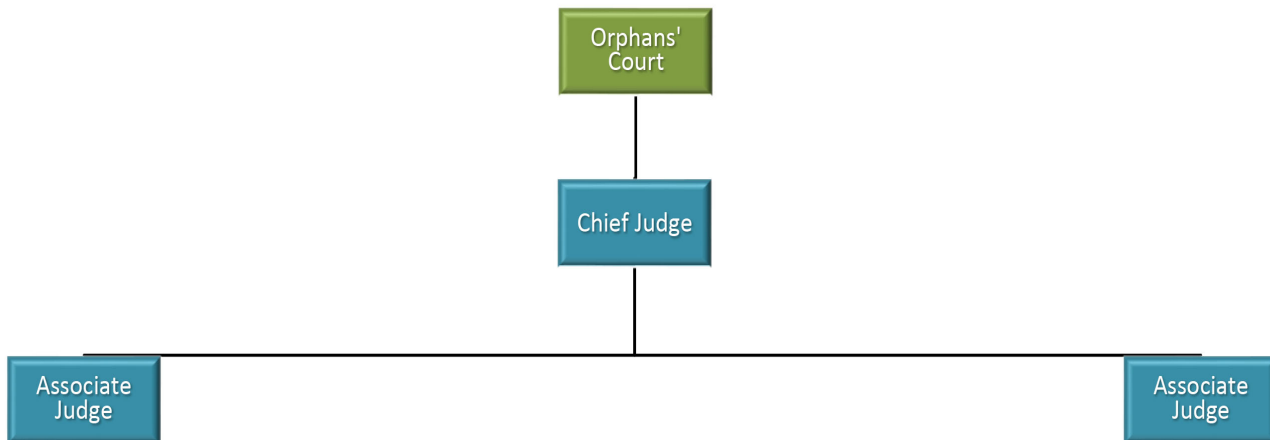 Orphans'
Court
Chief Judge
Associate
Judge
Associate
Judge